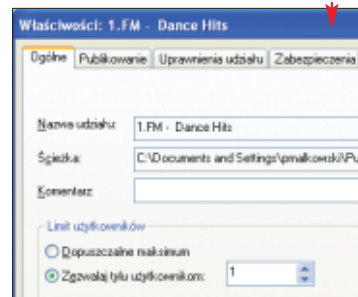 Właściwości: 1.FM - Dance Hits
Ogólne Publikowanie Uprawnienia udziału Zabezpieczenia
Nazwa udziału: 1.FM - Dance Hits
Ścieżka: C:\Documents and Settings\pmalkowski\Pu
Komentarz:
Limit użytkowników
Dopuszczalne maksimum
Zezwalaj tylu użytkownikom: 1